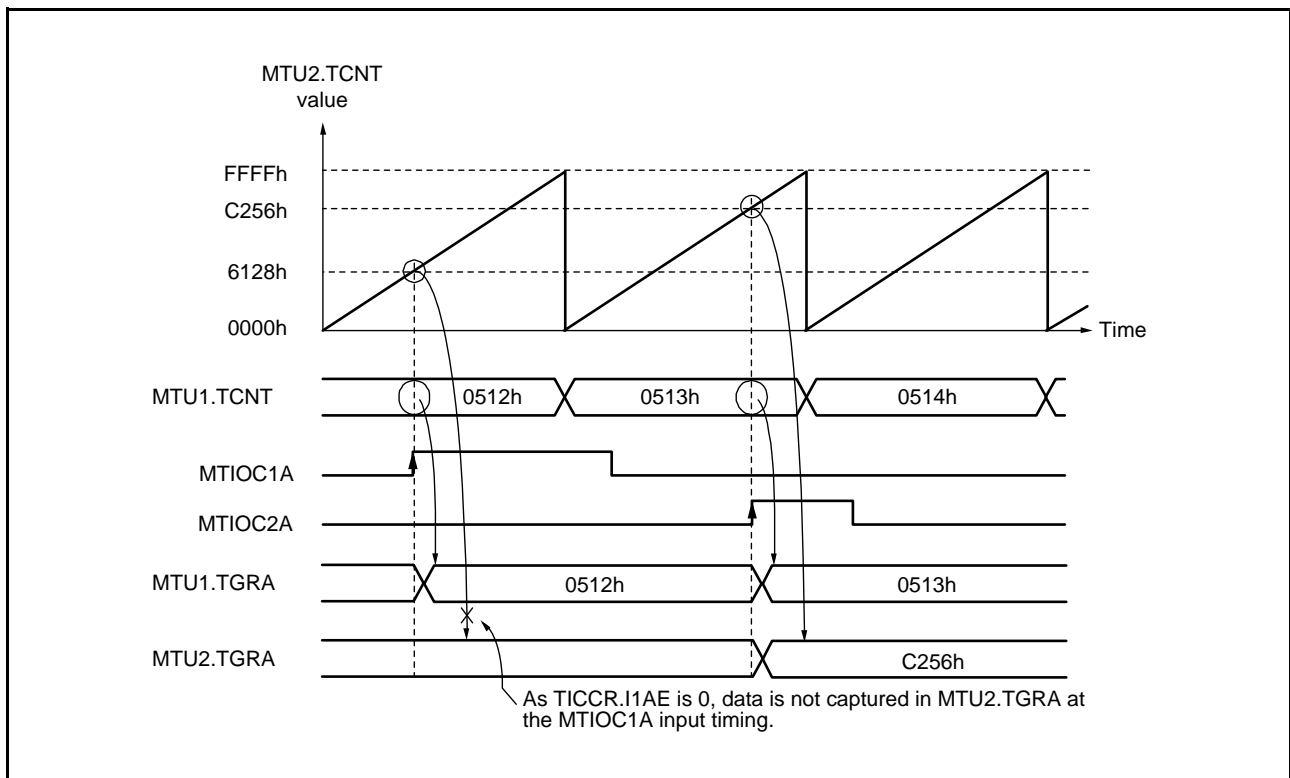 MTU2.TCNT
value
FFFFh
C256h
6128h
0000h
Time
MTU1.TCNT
0512h
0513h
0514h
MTIOC1A
MTIOC2A
MTU1.TGRA
0512h
0513h
MTU2.TGRA
C256h
As TICCR.I1AE is 0, data is not captured in MTU2.TGRA at
the MTIOC1A input timing.